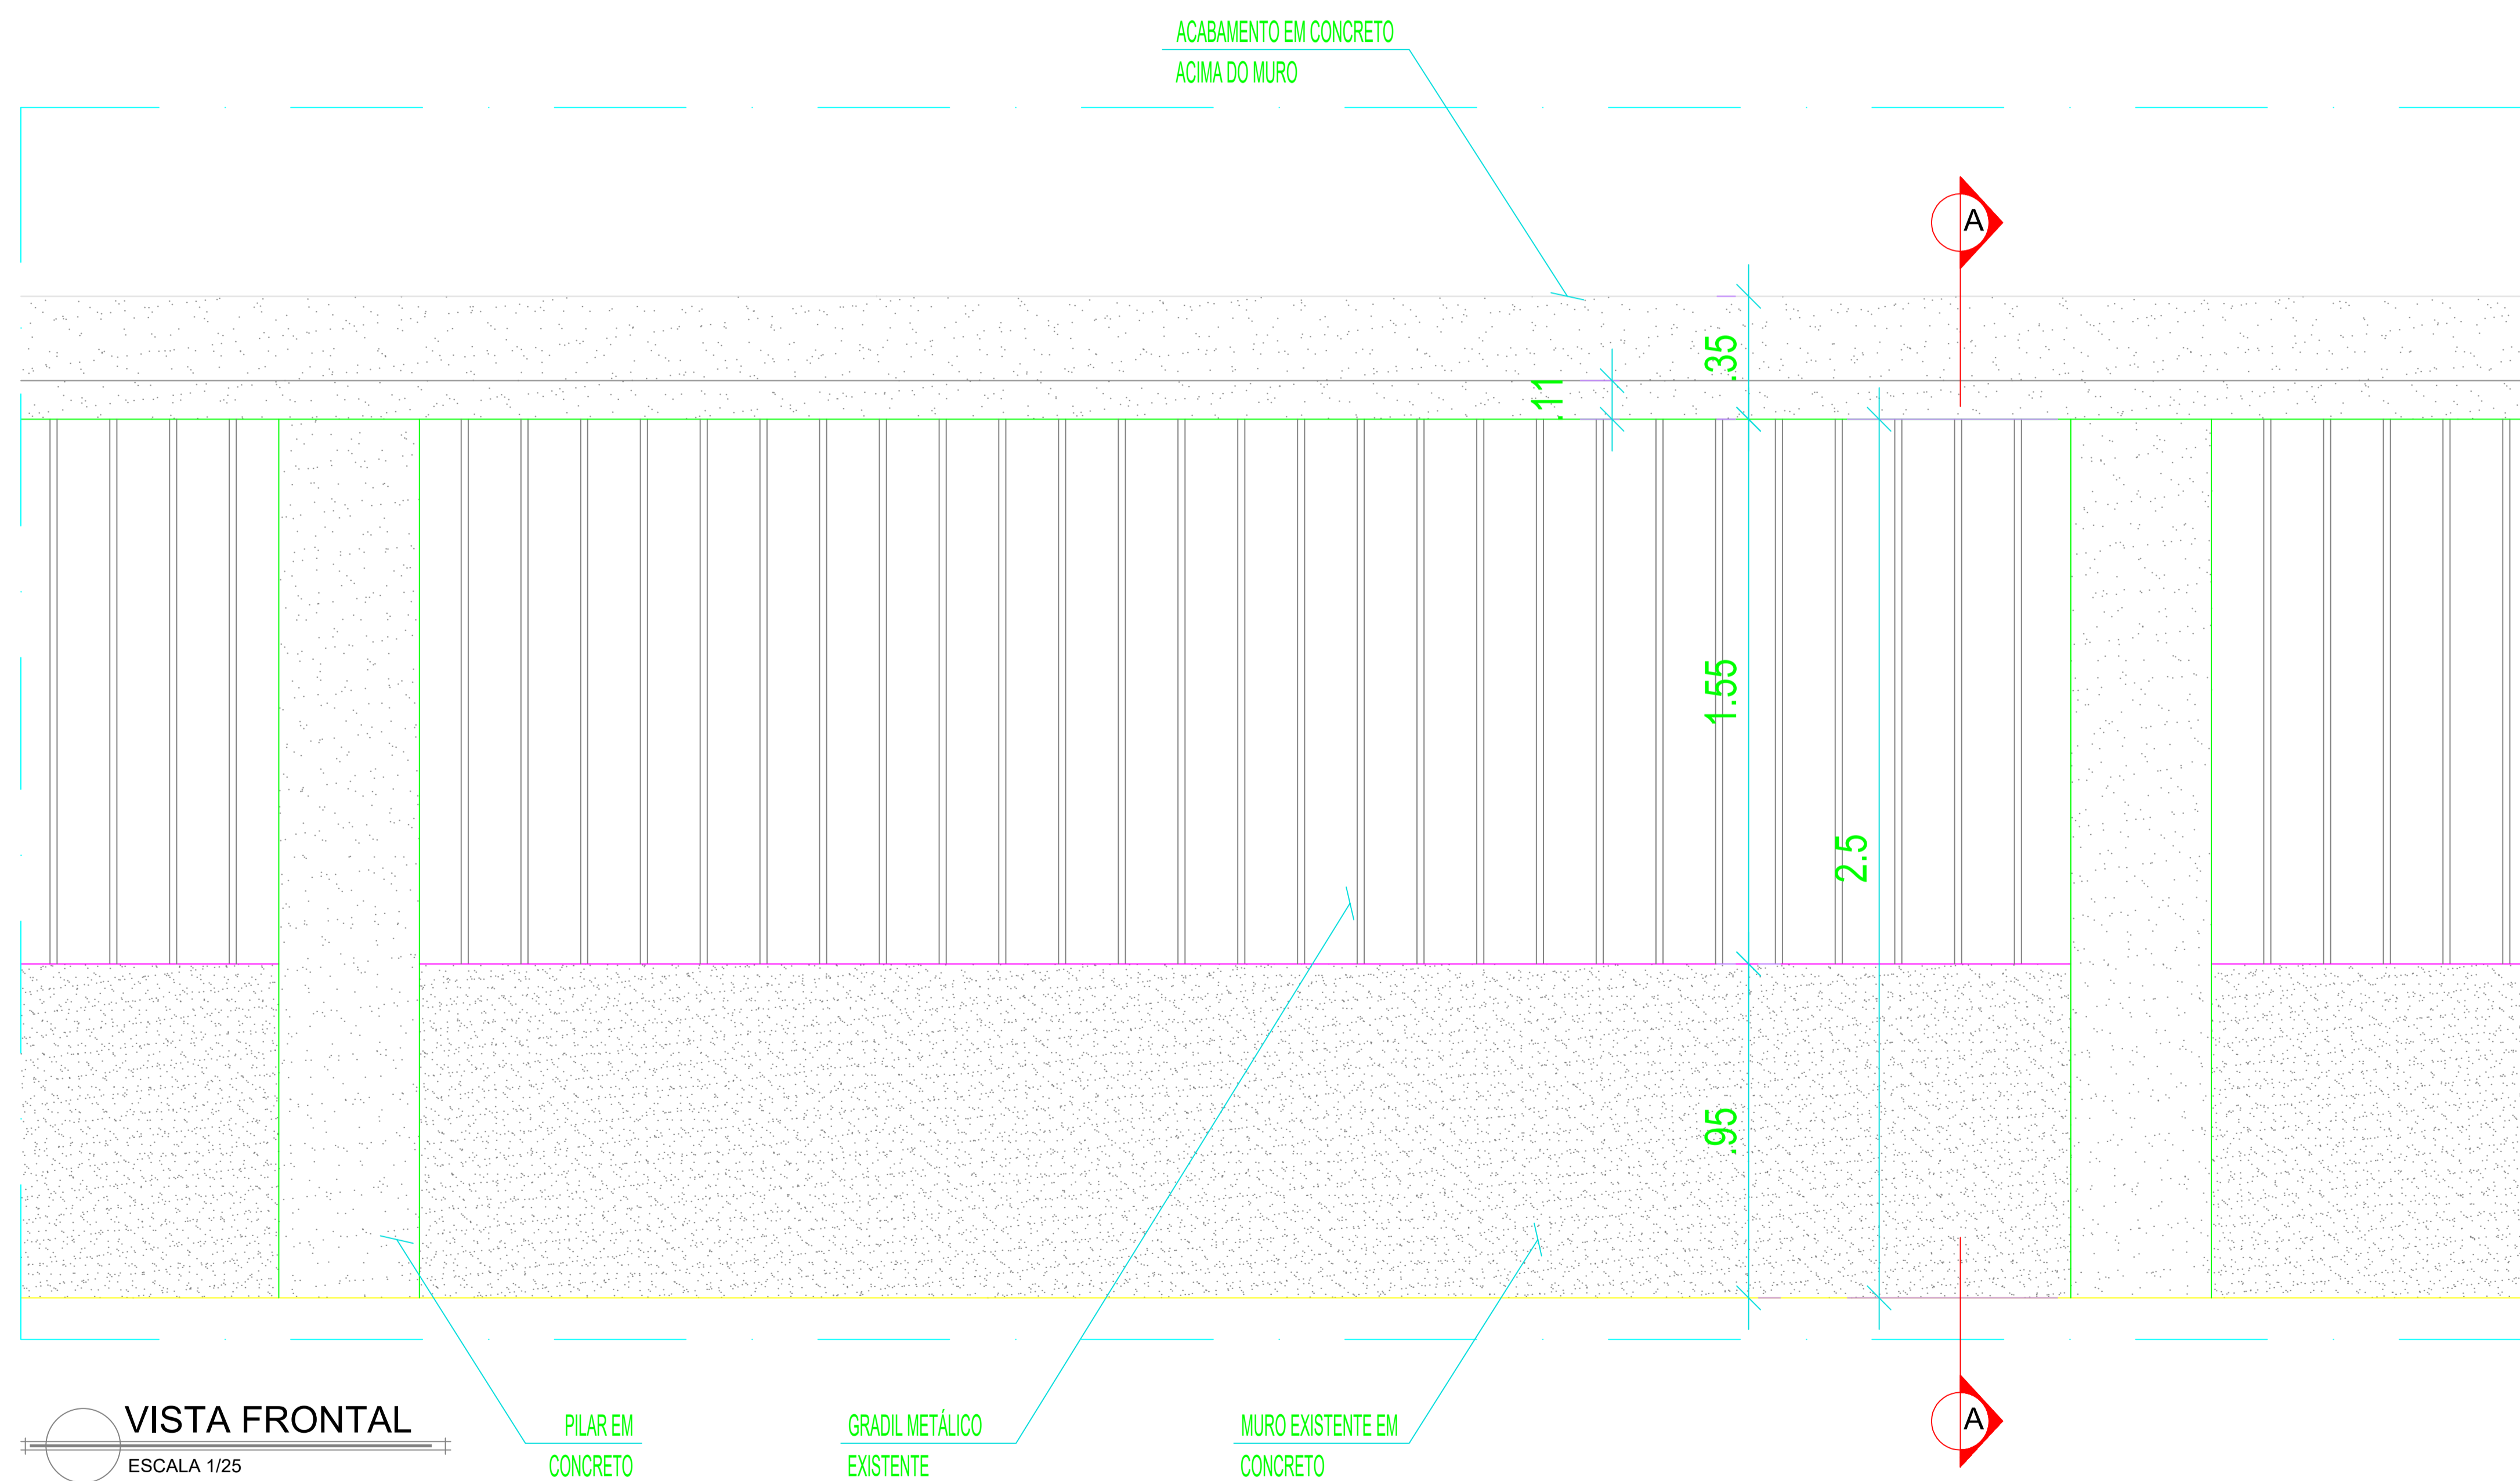 ACABAMENTO EM CONCRETO
ACIMA DO MURO
A
.35
.11
1.55
2.5
.95
VISTA FRONTAL
ESCALA 1/25
PILAR EM
CONCRETO
GRADIL METÁLICO
EXISTENTE
MURO EXISTENTE EM
CONCRETO
A